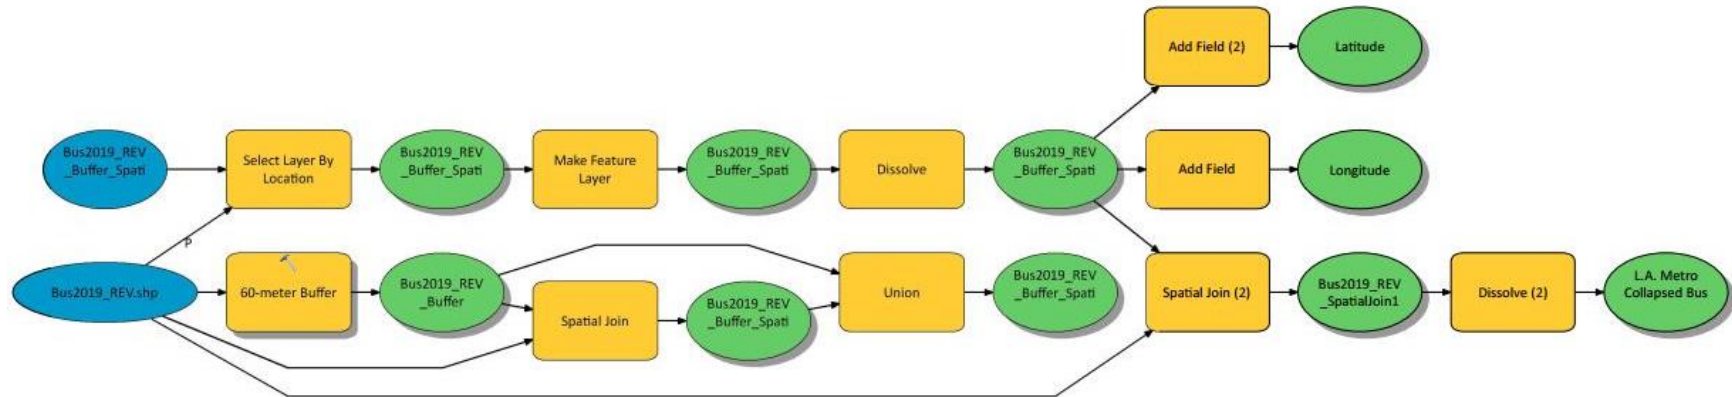 Add Field (2)
Latitude
Bus2019_REV
_Buffer_Spati
Select Layer By
Location
Bus2019_REV
_Buffer_Spati
Make Feature
Layer
Bus2019_REV
_Buffer_Spati
Dissolve
Bus2019_REV
_Buffer_Spati
Add Field
Longitude
P
Bus2019_REV.shp
60-meter Buffer
Bus2019_REV
_Buffer
Spatial Join
Bus2019_REV
_Buffer_Spati
Union
Bus2019_REV
_Buffer_Spati
Spatial Join (2)
Bus2019_REV
_SpatialJoin1
Dissolve (2)
L.A. Metro
Collapsed Bus